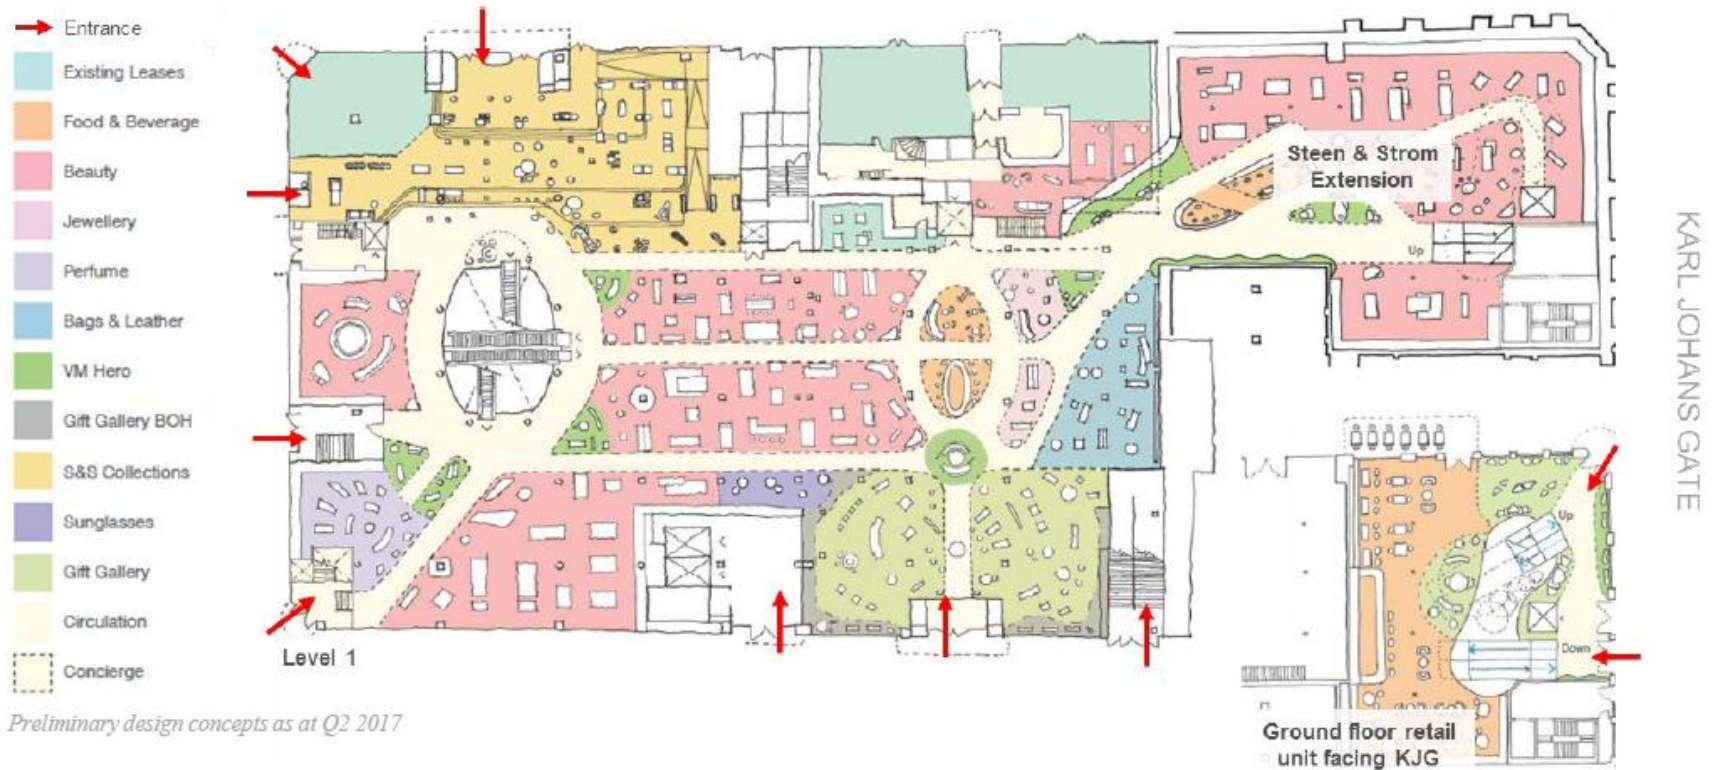 Entrance
Existing Leases
Food & Beverage
Beauty
Jewellery
Perfume
Bags & Leather
VM Hero
Gift Gallery BOH
S&S Collections
Sunglasses
Gift Gallery
Circulation
Concierge
Preliminary design concepts as at Q2 2017
Level 1
Steen & Strom
Extension
Up
KARL JOHANS GATE
Up
Down
Ground floor retail
unit facing KJG